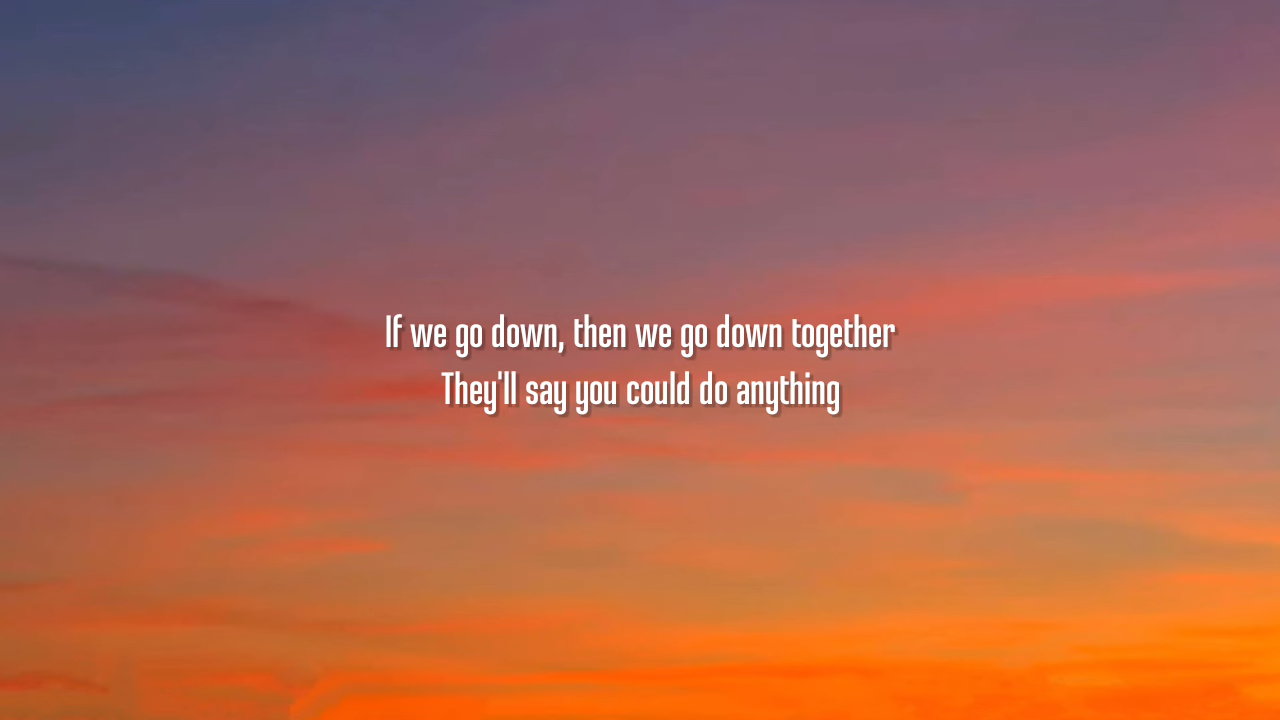 If we go down, then we go down together
They'll say you could do anything